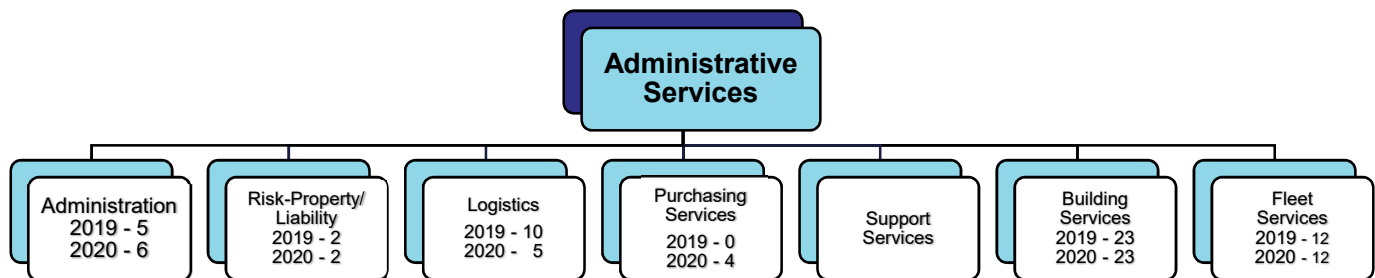 Administrative
Services
Administration
2019 - 5
2020 - 6
Risk-Property/
Liability
2019 - 2
2020 - 2
Logistics
2019 - 10
2020 - 5
Purchasing
Services
2019 - 0
2020 - 4
Support
Services
Building
Services
2019 - 23
2020 - 23
Fleet
Services
2019 - 12
2020 - 12